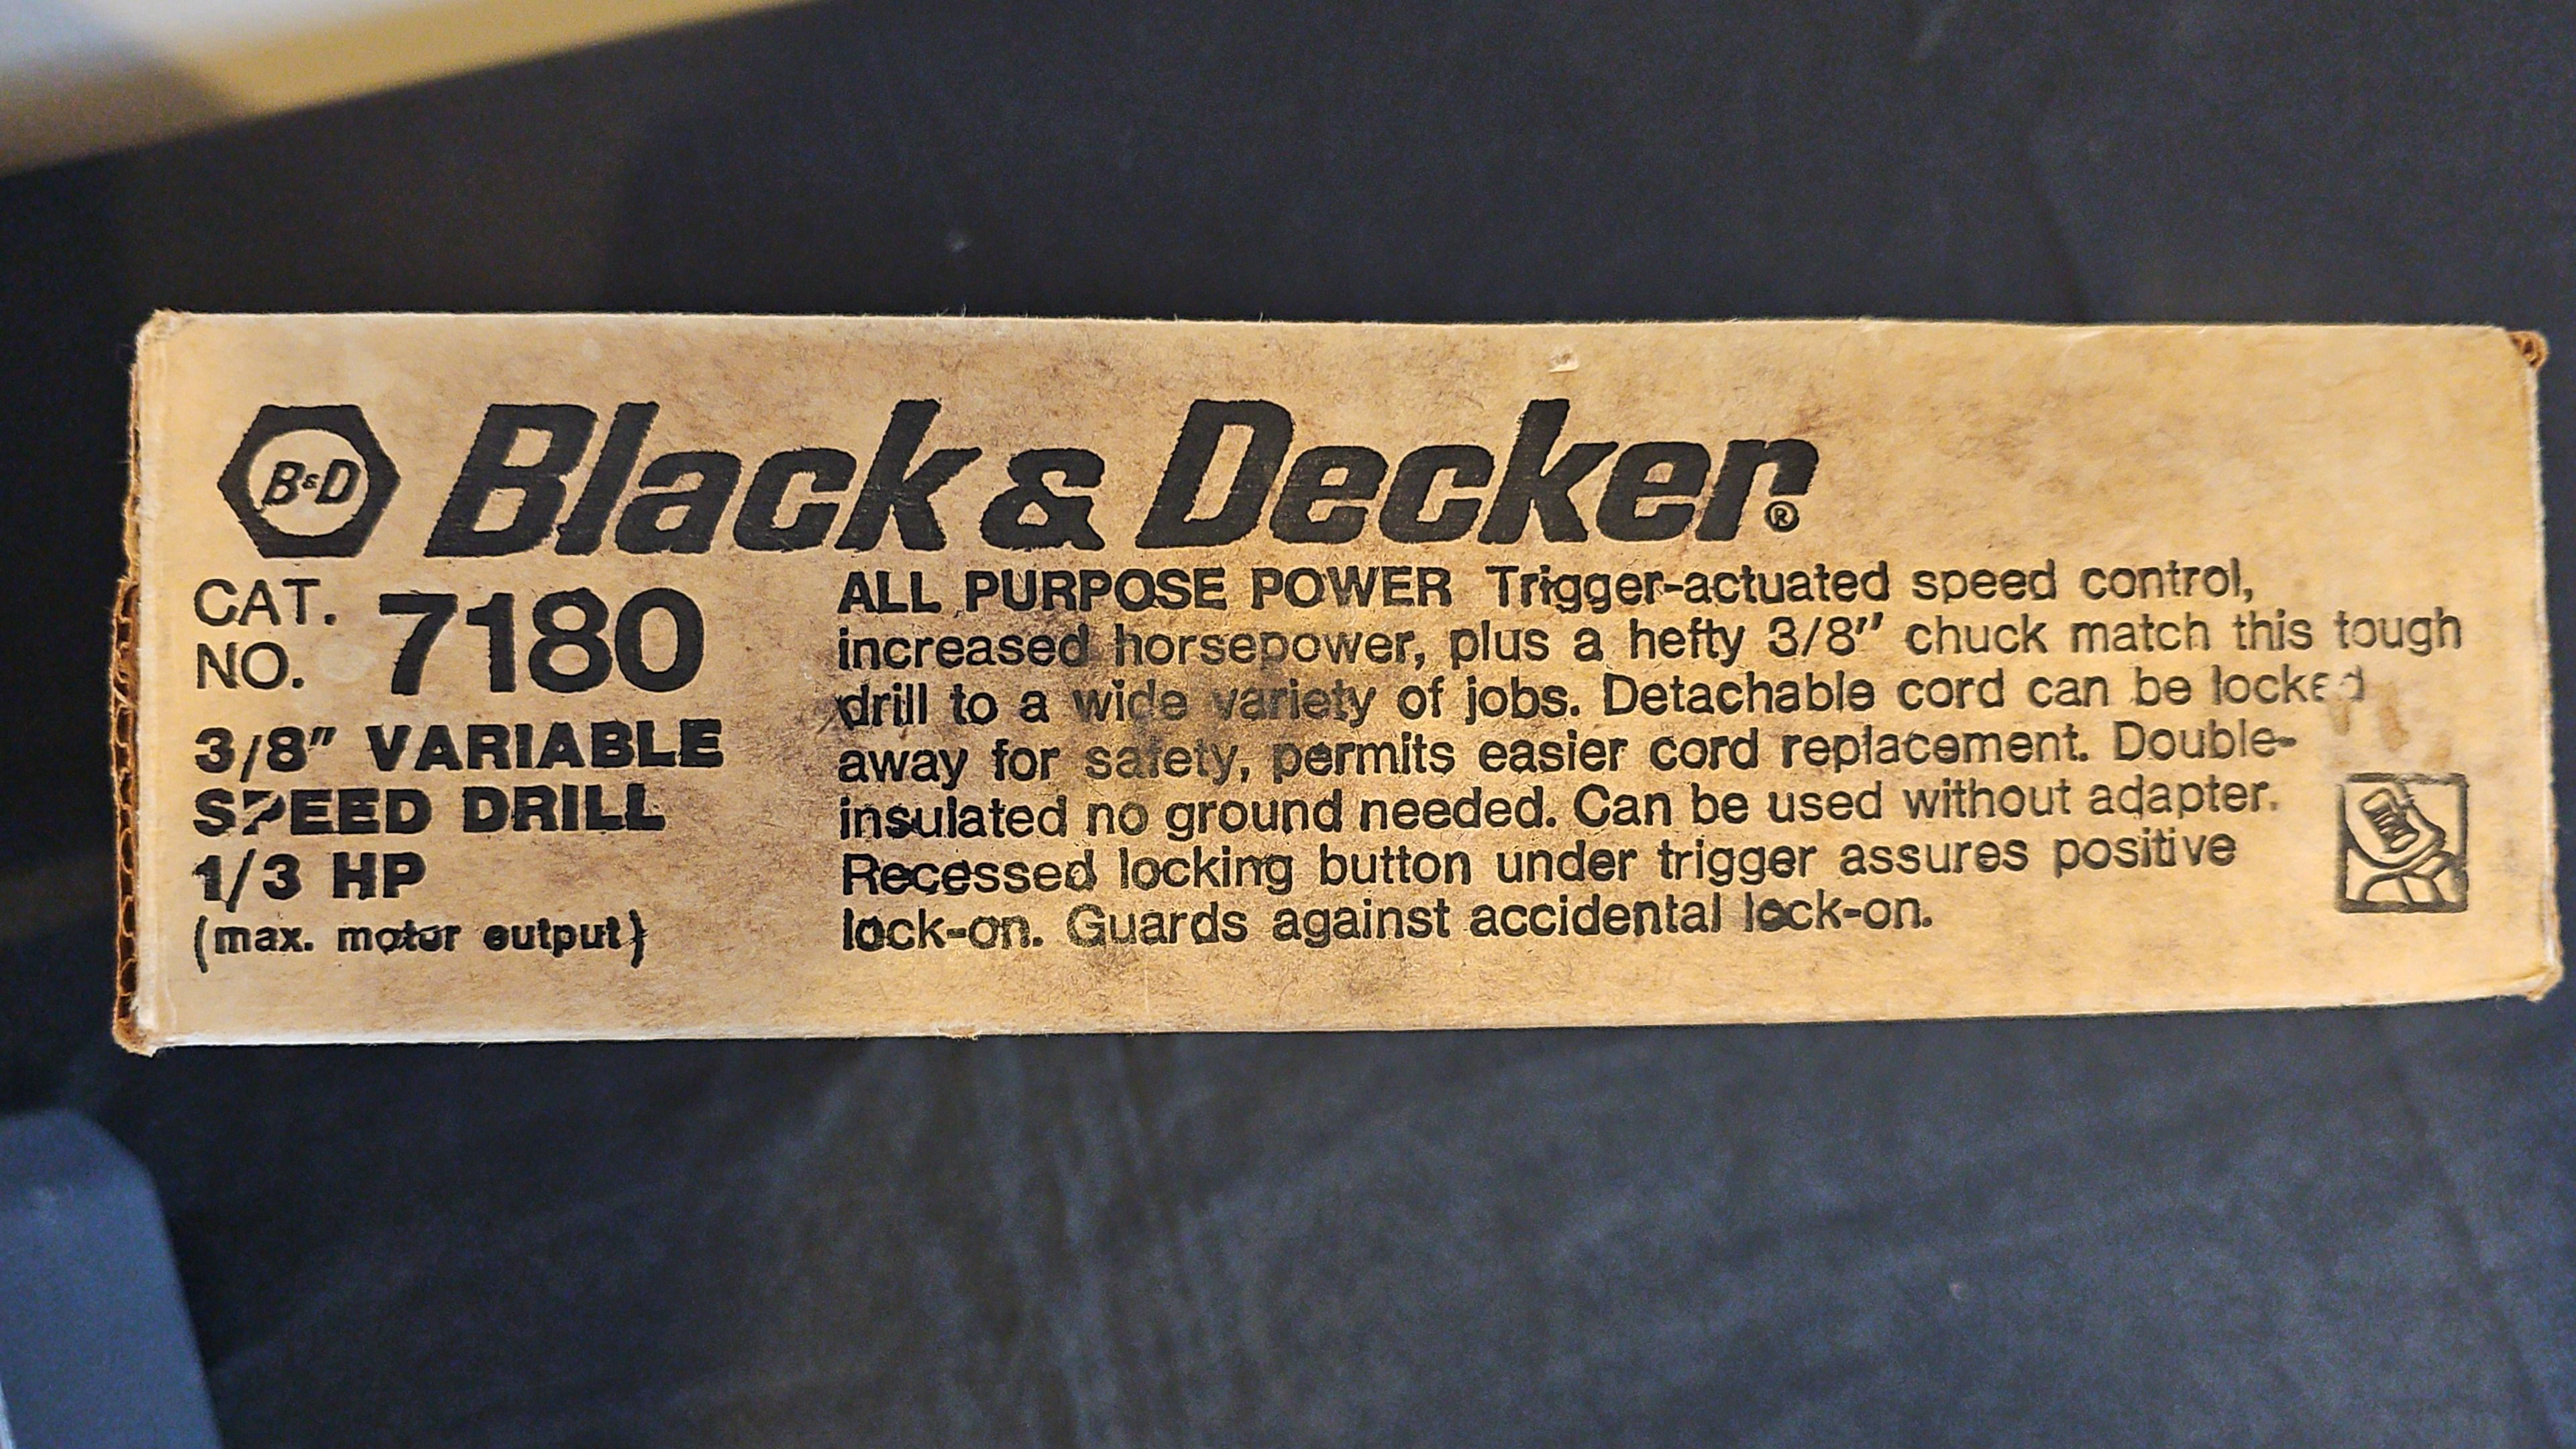 B&D Black & Decker®
CAT. NO. 7180
3/8" VARIABLE
SPEED DRILL
1/3 HP
(max. motor output)
ALL PURPOSE POWER Trigger-actuated speed control,
increased horsepower, plus a hefty 3/8" chuck match this tough
drill to a wide variety of jobs. Detachable cord can be locked
away for safety, permits easier cord replacement. Double-
insulated no ground needed. Can be used without adapter.
Recessed locking button under trigger assures positive
lock-on. Guards against accidental lock-on.